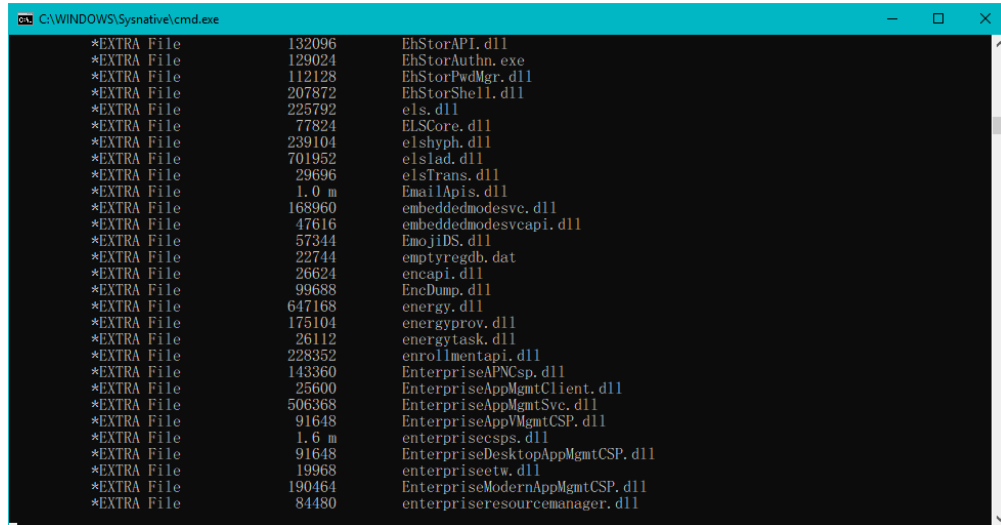 C:\WINDOWS\Sysnative\cmd.exe
*EXTRA File 132096 EhStorAPI.dll
*EXTRA File 129024 EhStorAuthn.exe
*EXTRA File 112128 EhStorPwdMgr.dll
*EXTRA File 207872 EhStorShell.dll
*EXTRA File 225792 els.dll
*EXTRA File 77824 ELSCore.dll
*EXTRA File 239104 elshyph.dll
*EXTRA File 701952 elslad.dll
*EXTRA File 29696 elsTrans.dll
*EXTRA File 1.0 m EmailApis.dll
*EXTRA File 168960 embeddedmodesvc.dll
*EXTRA File 47616 embeddedmodesvcapi.dll
*EXTRA File 57344 EmojiDS.dll
*EXTRA File 22744 emptyregdb.dat
*EXTRA File 26624 encapi.dll
*EXTRA File 99688 EncDump.dll
*EXTRA File 647168 energy.dll
*EXTRA File 175104 energyprov.dll
*EXTRA File 26112 energytask.dll
*EXTRA File 228352 enrollmentapi.dll
*EXTRA File 143360 EnterpriseAPNCsp.dll
*EXTRA File 25600 EnterpriseAppMgmtClient.dll
*EXTRA File 506368 EnterpriseAppMgmtSvc.dll
*EXTRA File 91648 EnterpriseAppVMgmtCSP.dll
*EXTRA File 1.6 m enterprisecsps.dll
*EXTRA File 91648 EnterpriseDesktopAppMgmtCSP.dll
*EXTRA File 19968 enterpriseetw.dll
*EXTRA File 190464 EnterpriseModernAppMgmtCSP.dll
*EXTRA File 84480 enterpriseresourcemanager.dll